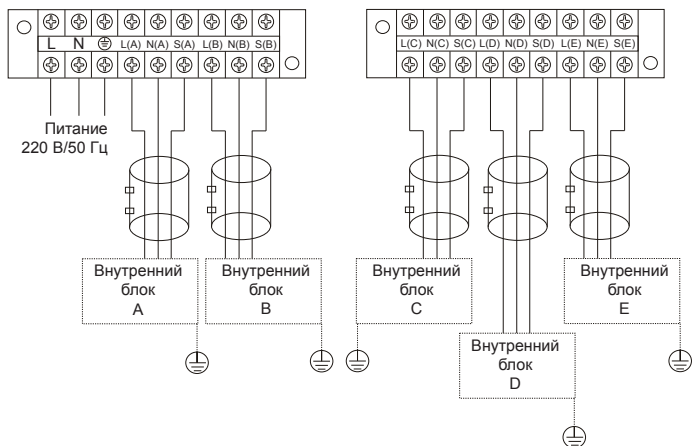 L N L(A) N(A) S(A) L(B) N(B) S(B)
L(C) N(C) S(C) L(D) N(D) S(D) L(E) N(E) S(E)
Питание
220 В/50 Гц
Внутренний
блок
A
Внутренний
блок
B
Внутренний
блок
C
Внутренний
блок
D
Внутренний
блок
E